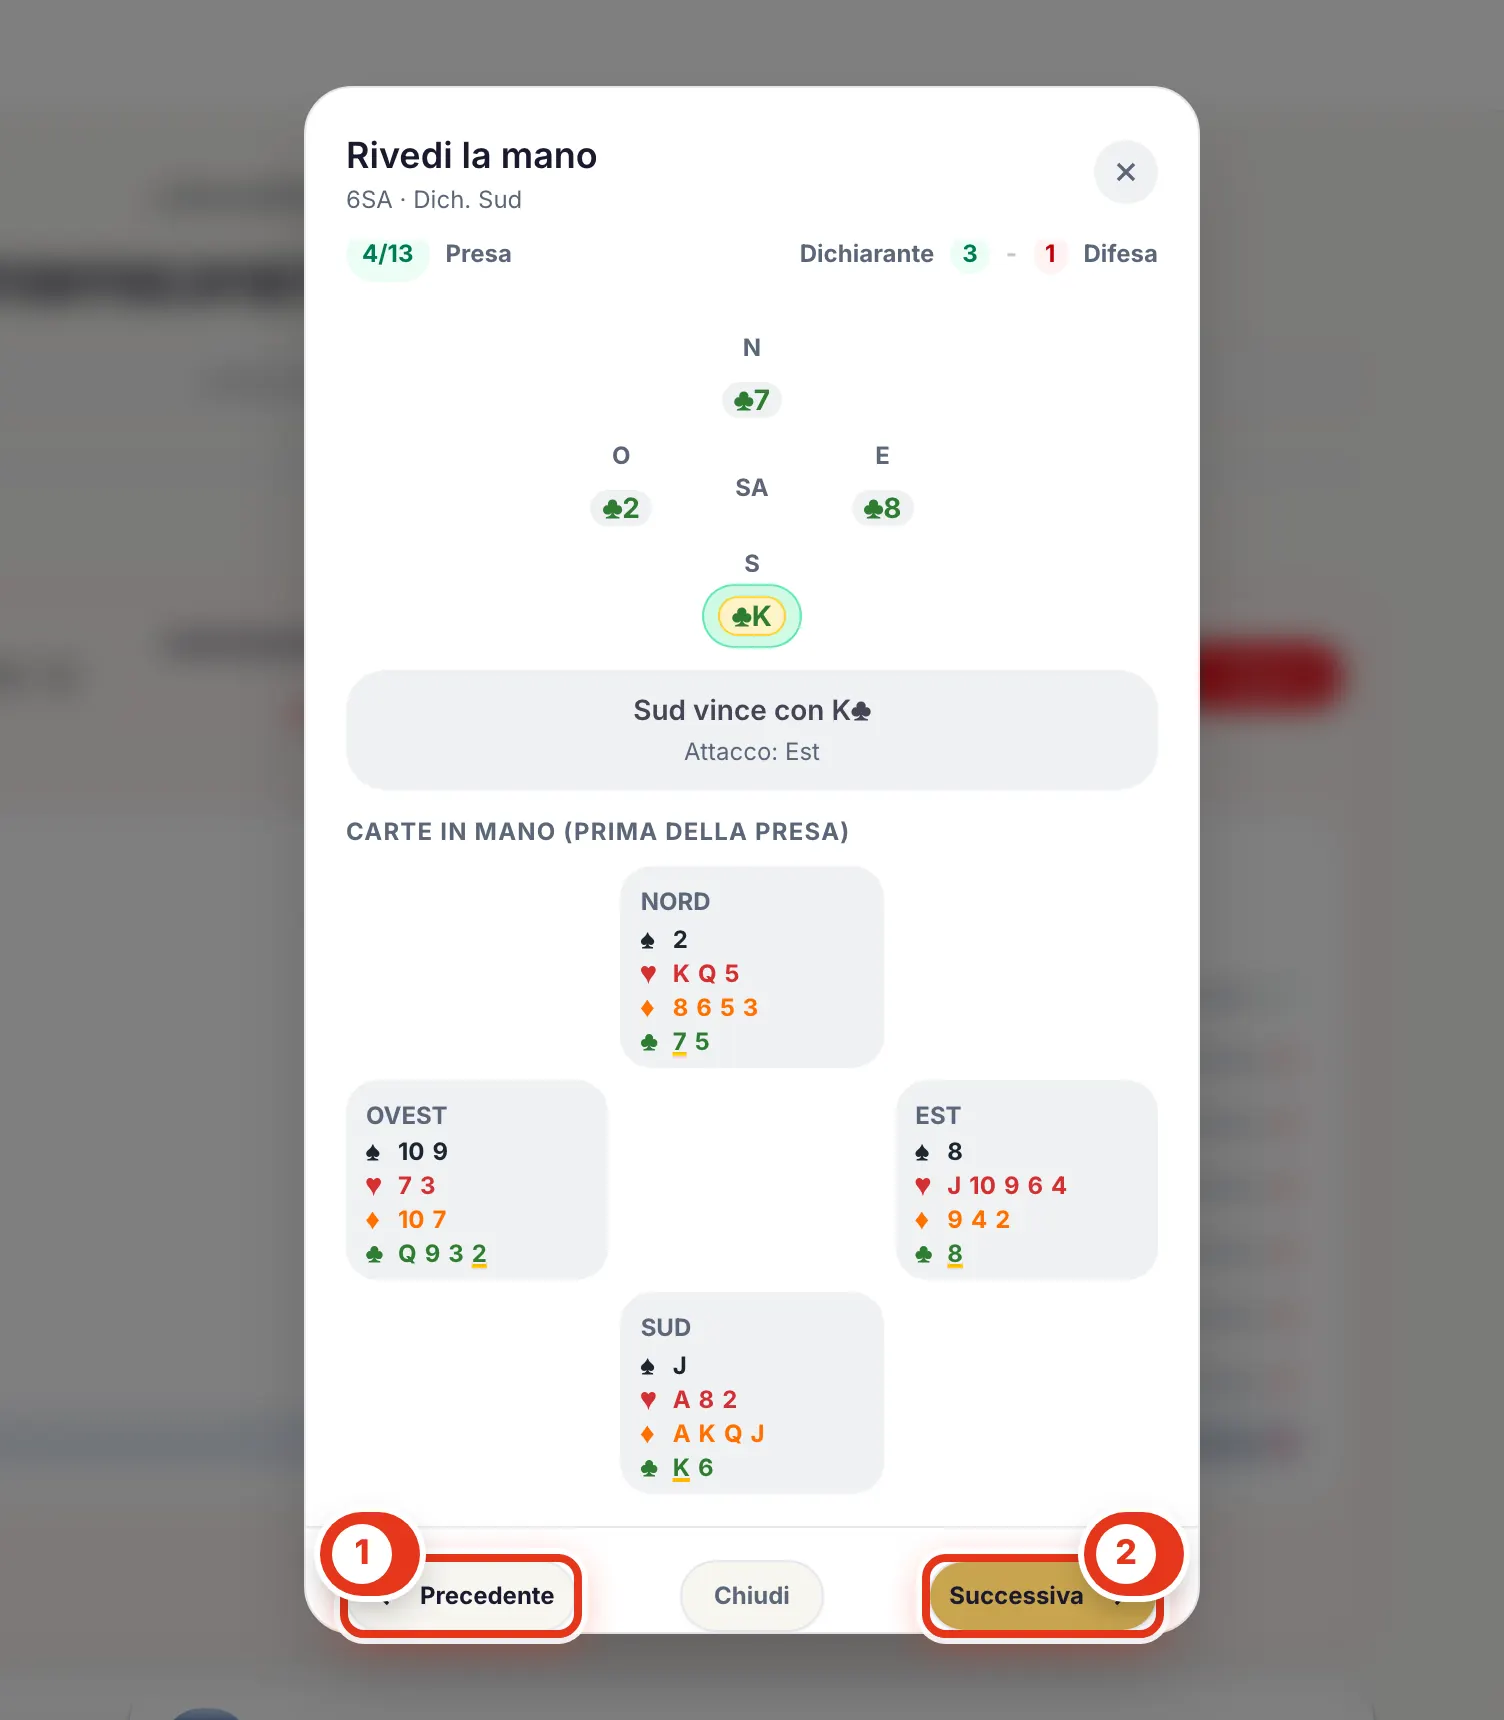 Rivedi la mano
6SA · Dich. Sud
4/13 Presa
Dichiarante 3 - 1 Difesa
N
♣7
O
E
SA
♣2
♣8
S
♣K
Sud vince con K♣
Attacco: Est
CARTE IN MANO (PRIMA DELLA PRESA)
NORD
♠ 2
♥ K Q 5
♦ 8 6 5 3
♣ 7 5
OVEST
♠ 10 9
♥ 7 3
♦ 10 7
♣ Q 9 3 2
EST
♠ 8
♥ J 10 9 6 4
♦ 9 4 2
♣ 8
SUD
♠ J
♥ A 8 2
♦ A K Q J
♣ K 6
1
2
Precedente
Chiudi
Successiva